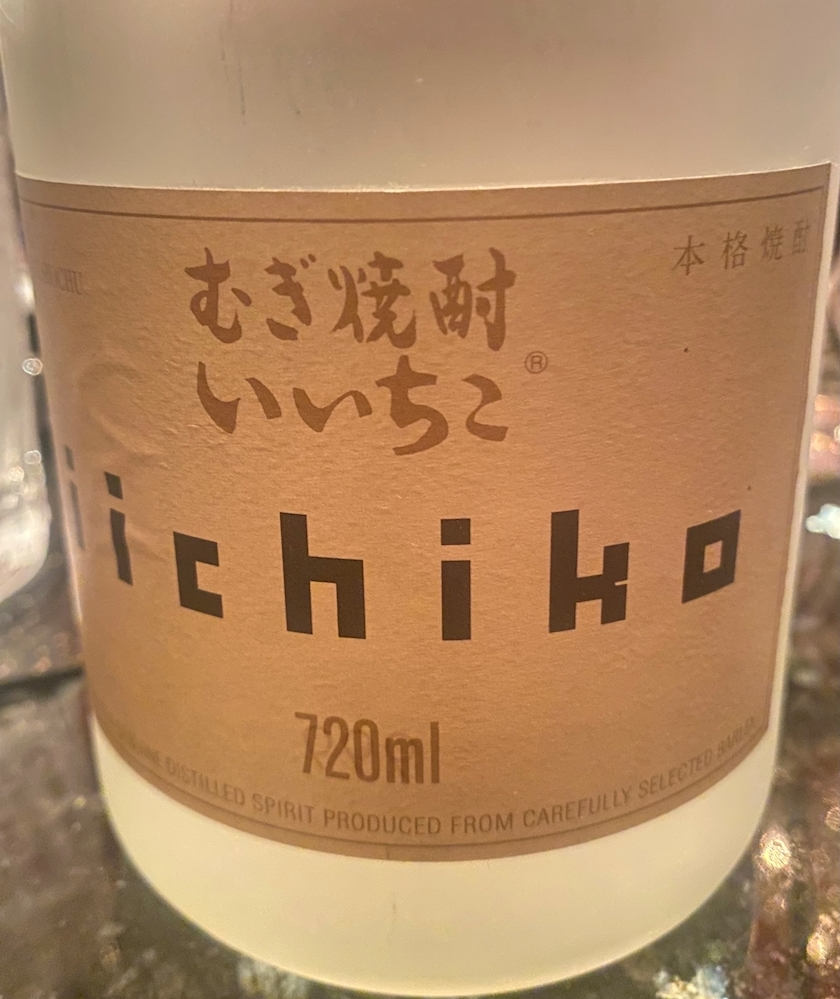 本格焼酎
むぎ焼酎
いいちこ®
iichiko
720ml
DISTILLED SPIRIT PRODUCED FROM CAREFULLY SELECTED BARLEY